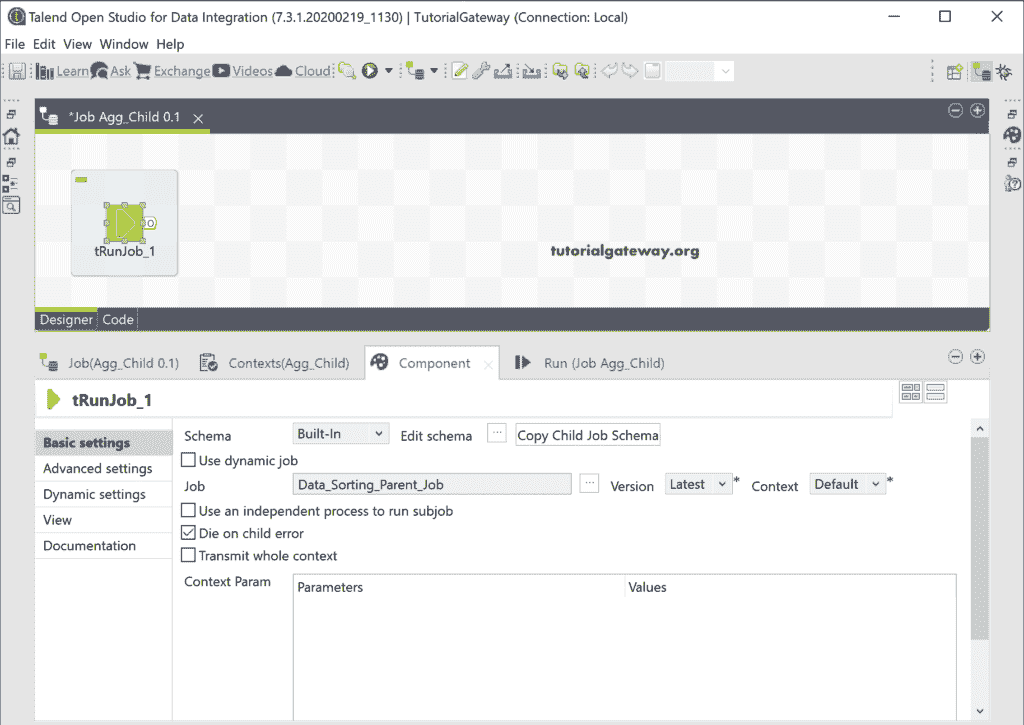 Talend Open Studio for Data Integration (7.3.1.20200219_1130) | TutorialGateway (Connection: Local)
File Edit View Window Help
Learn Ask Exchange Videos Cloud
*Job Agg_Child 0.1
tRunJob_1
tutorialgateway.org
Designer Code
Job(Agg_Child 0.1) Contexts(Agg_Child) Component Run (Job Agg_Child)
tRunJob_1
Basic settings
Advanced settings
Dynamic settings
View
Documentation
Schema Built-In Edit schema ... Copy Child Job Schema
Use dynamic job
Job Data_Sorting_Parent_Job ... Version Latest * Context Default *
Use an independent process to run subjob
Die on child error
Transmit whole context
Context Param Parameters Values